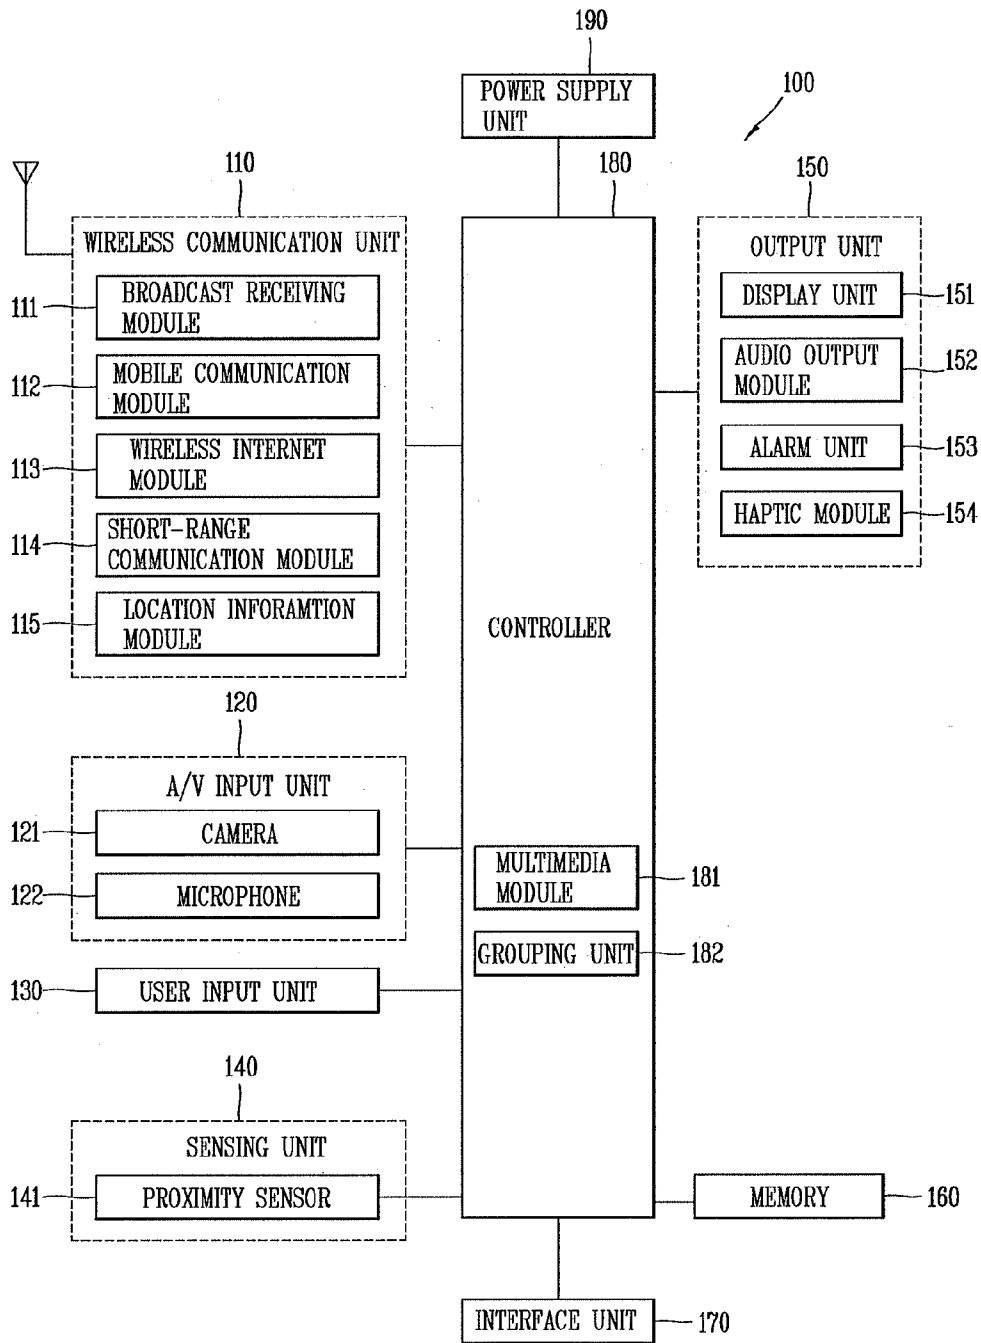 190
POWER SUPPLY
UNIT
100
110
180
150
WIRELESS COMMUNICATION UNIT
111
BROADCAST RECEIVING
MODULE
112
MOBILE COMMUNICATION
MODULE
113
WIRELESS INTERNET
MODULE
114
SHORT-RANGE
COMMUNICATION MODULE
115
LOCATION INFORAMTION
MODULE
OUTPUT UNIT
DISPLAY UNIT
151
AUDIO OUTPUT
MODULE
152
ALARM UNIT
153
HAPTIC MODULE
154
CONTROLLER
120
A/V INPUT UNIT
121
CAMERA
122
MICROPHONE
MULTIMEDIA
MODULE
181
GROUPING UNIT
182
130
USER INPUT UNIT
140
SENSING UNIT
141
PROXIMITY SENSOR
MEMORY
160
INTERFACE UNIT
170